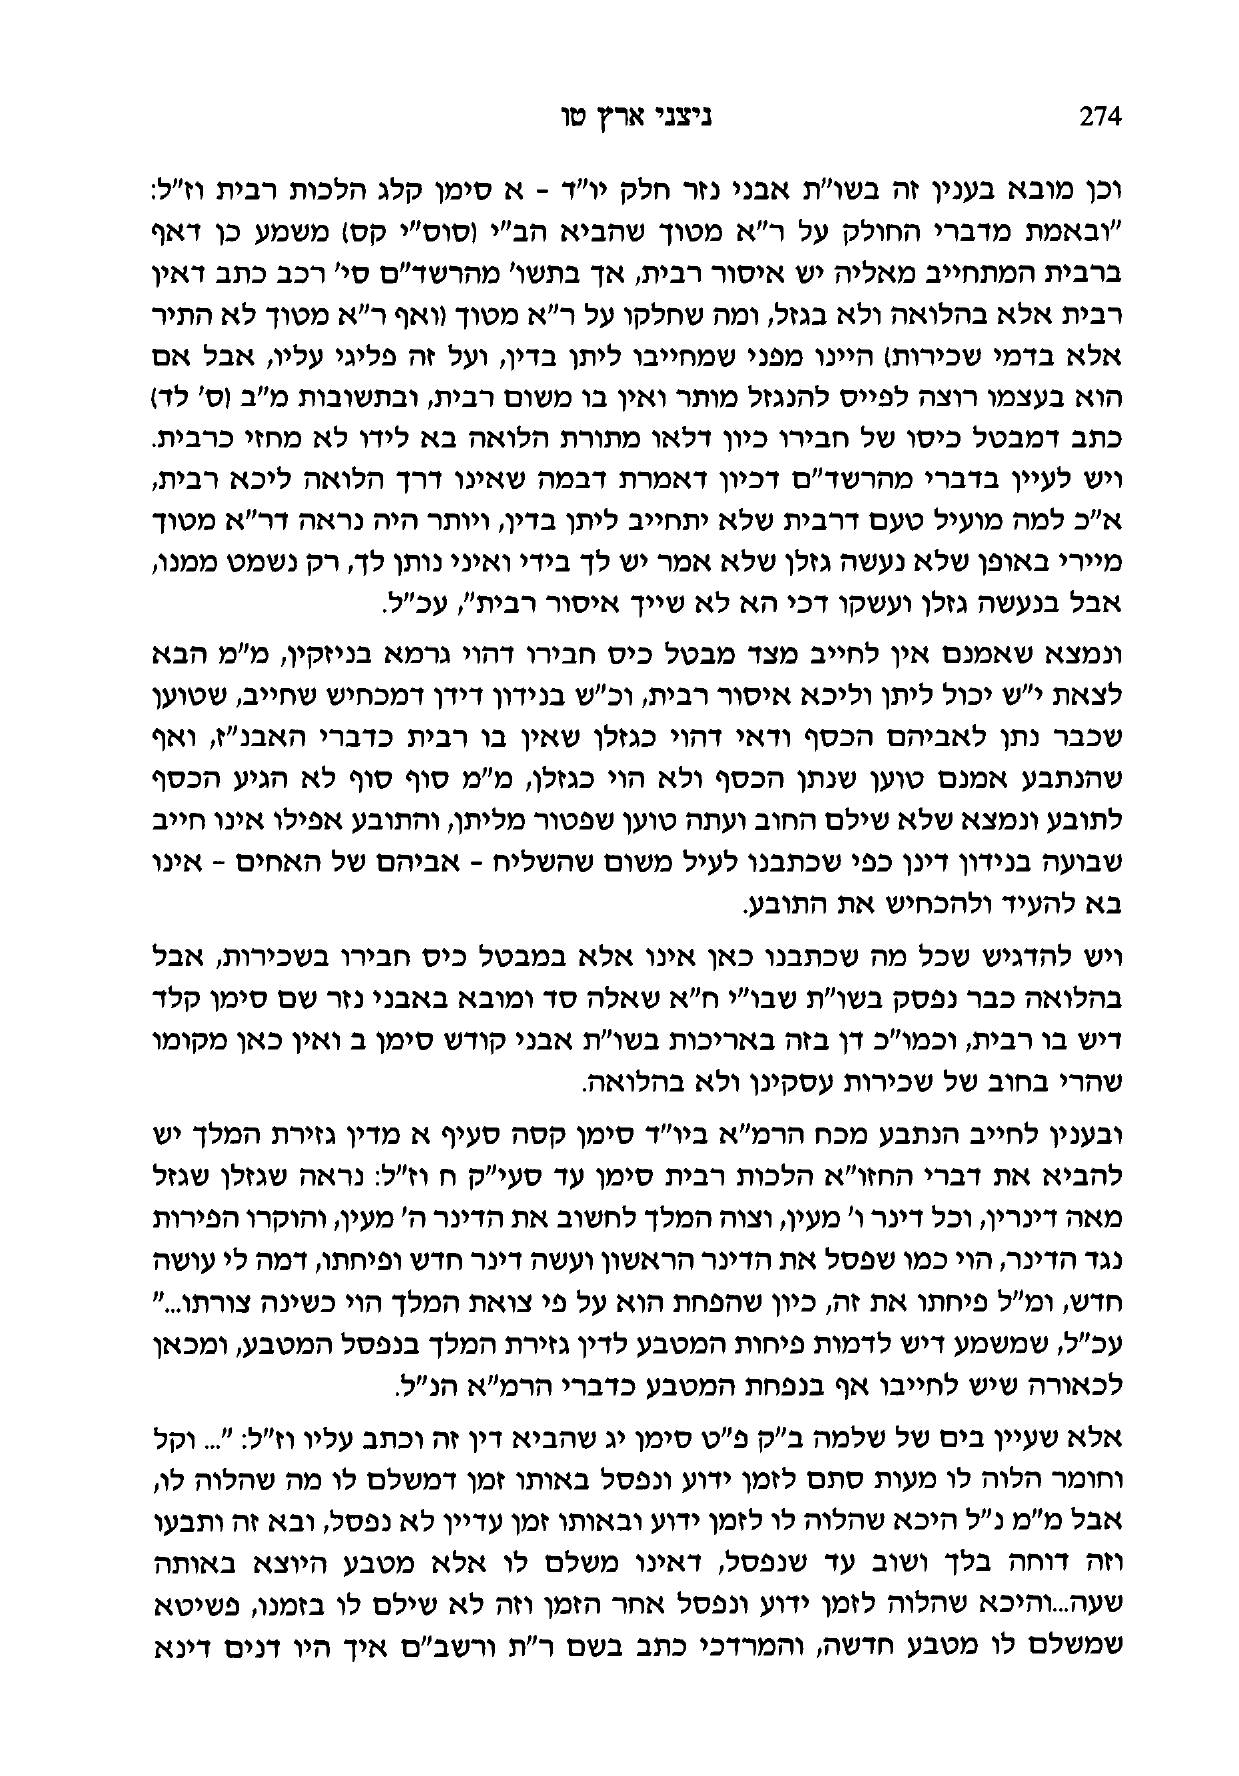 274
ניצני ארץ טו
וכן מובא בענין זה בשו"ת אבני נזר חלק יו"ד - א סימן קלג הלכות רבית וז"ל:
"ובאמת מדברי החולק על ר"א מטוך שהביא הב"י (סוס"י קס) משמע כן דאף
ברבית המתחייב מאליה יש איסור רבית, אך בתשו' מהרשד"ם סי' רכב כתב דאין
רבית אלא בהלואה ולא בגזל, ומה שחלקו על ר"א מטוך (ואף ר"א מטוך לא התיר
אלא בדמי שכירות) היינו מפני שמחייבו ליתן בדין, ועל זה פליגי עליו, אבל אם
הוא בעצמו רוצה לפייס להנגזל מותר ואין בו משום רבית, ובתשובות מ"ב (ס' לד)
כתב דמבטל כיסו של חבירו כיון דלאו מתורת הלואה בא לידו לא מחזי כרבית.
ויש לעיין בדברי מהרשד"ם דכיון דאמרת דבמה שאינו דרך הלואה ליכא רבית,
א"כ למה מועיל טעם דרבית שלא יתחייב ליתן בדין, ויותר היה נראה דר"א מטוך
מיירי באופן שלא נעשה גזלן שלא אמר יש לך בידי ואיני נותן לך, רק נשמט ממנו,
אבל בנעשה גזלן ועשקו דכי הא לא שייך איסור רבית", עכ"ל.
ונמצא שאמנם אין לחייב מצד מבטל כיס חבירו דהוי גרמא בניזקין, מ"מ הבא
לצאת י"ש יכול ליתן וליכא איסור רבית, וכ"ש בנידון דידן דמכחיש שחייב, שטוען
שכבר נתן לאביהם הכסף ודאי דהוי כגזלן שאין בו רבית כדברי האבנ"ז, ואף
שהנתבע אמנם טוען שנתן הכסף ולא הוי כגזלן, מ"מ סוף סוף לא הגיע הכסף
לתובע ונמצא שלא שילם החוב ועתה טוען שפטור מליתן, והתובע אפילו אינו חייב
שבועה בנידון דינן כפי שכתבנו לעיל משום שהשליח - אביהם של האחים - אינו
בא להעיד ולהכחיש את התובע.
ויש להדגיש שכל מה שכתבנו כאן אינו אלא במבטל כיס חבירו בשכירות, אבל
בהלואה כבר נפסק בשו"ת שבו"י ח"א שאלה סד ומובא באבני נזר שם סימן קלד
דיש בו רבית, וכמו"כ דן בזה באריכות בשו"ת אבני קודש סימן ב ואין כאן מקומו
שהרי בחוב של שכירות עסקינן ולא בהלואה.
ובענין לחייב הנתבע מכח הרמ"א ביו"ד סימן קסה סעיף א מדין גזירת המלך יש
להביא את דברי החזו"א הלכות רבית סימן עד סעי"ק ח וז"ל: נראה שגזלן שגזל
מאה דינרין, וכל דינר ו' מעין, וצוה המלך לחשוב את הדינר ה' מעין, והוקרו הפירות
נגד הדינר, הוי כמו שפסל את הדינר הראשון ועשה דינר חדש ופיחתו, דמה לי עושה
חדש, ומ"ל פיחתו את זה, כיון שהפחת הוא על פי צואת המלך הוי כשינה צורתו..."
עכ"ל, שמשמע דיש לדמות פיחות המטבע לדין גזירת המלך בנפסל המטבע, ומכאן
לכאורה שיש לחייבו אף בנפחת המטבע כדברי הרמ"א הנ"ל.
אלא שעיין בים של שלמה ב"ק פ"ט סימן יג שהביא דין זה וכתב עליו וז"ל: "... וקל
וחומר הלוה לו מעות סתם לזמן ידוע ונפסל באותו זמן דמשלם לו מה שהלוה לו,
אבל מ"מ נ"ל היכא שהלוה לו לזמן ידוע ובאותו זמן עדיין לא נפסל, ובא זה ותבעו
וזה דוחה בלך ושוב עד שנפסל, דאינו משלם לו אלא מטבע היוצא באותה
שעה...והיכא שהלוה לזמן ידוע ונפסל אחר הזמן וזה לא שילם לו בזמנו, פשיטא
שמשלם לו מטבע חדשה, והמרדכי כתב בשם ר"ת ורשב"ם איך היו דנים דינא